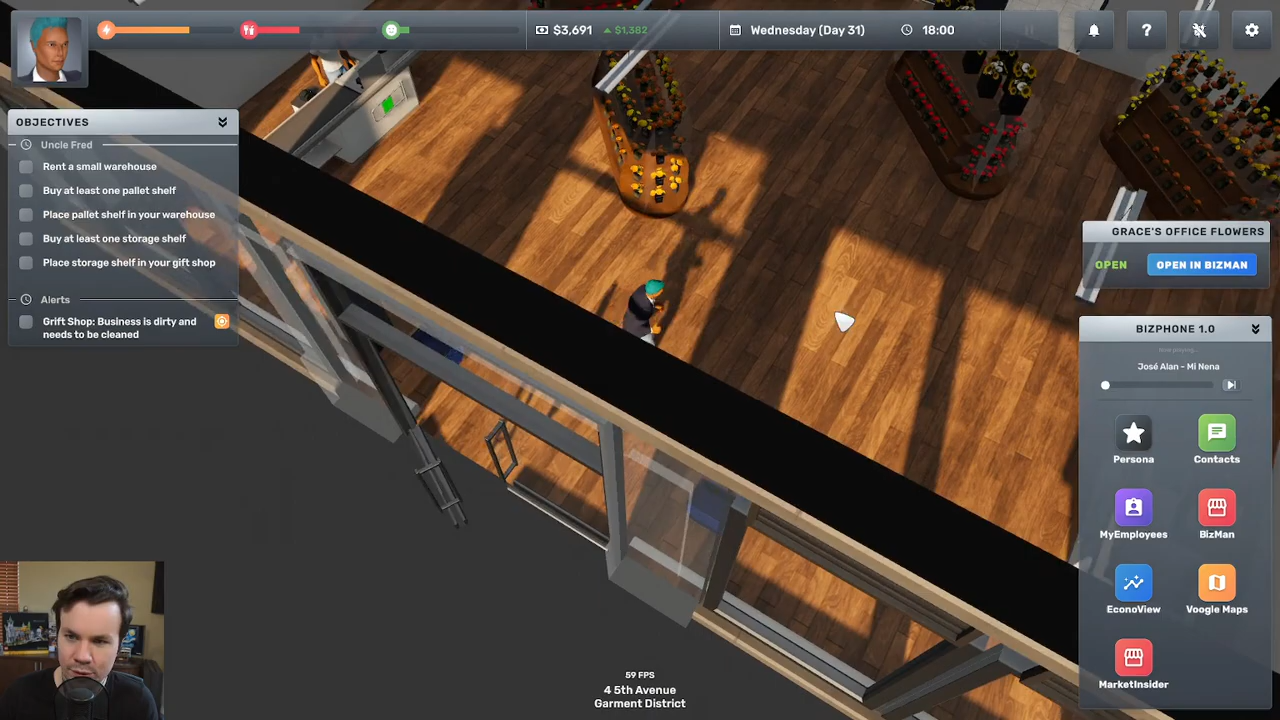 $3,691
$1,382
Wednesday (Day 31)
18:00
?
OBJECTIVES
Uncle Fred
Rent a small warehouse
Buy at least one pallet shelf
Place pallet shelf in your warehouse
Buy at least one storage shelf
Place storage shelf in your gift shop
Alerts
Grift Shop: Business is dirty and
needs to be cleaned
GRACE'S OFFICE FLOWERS
OPEN
OPEN IN BIZMAN
BIZPHONE 1.0
Now playing...
José Alan - Mi Nena
Persona
Contacts
MyEmployees
BizMan
EconoView
Voogle Maps
MarketInsider
59 FPS
4 5th Avenue
Garment District